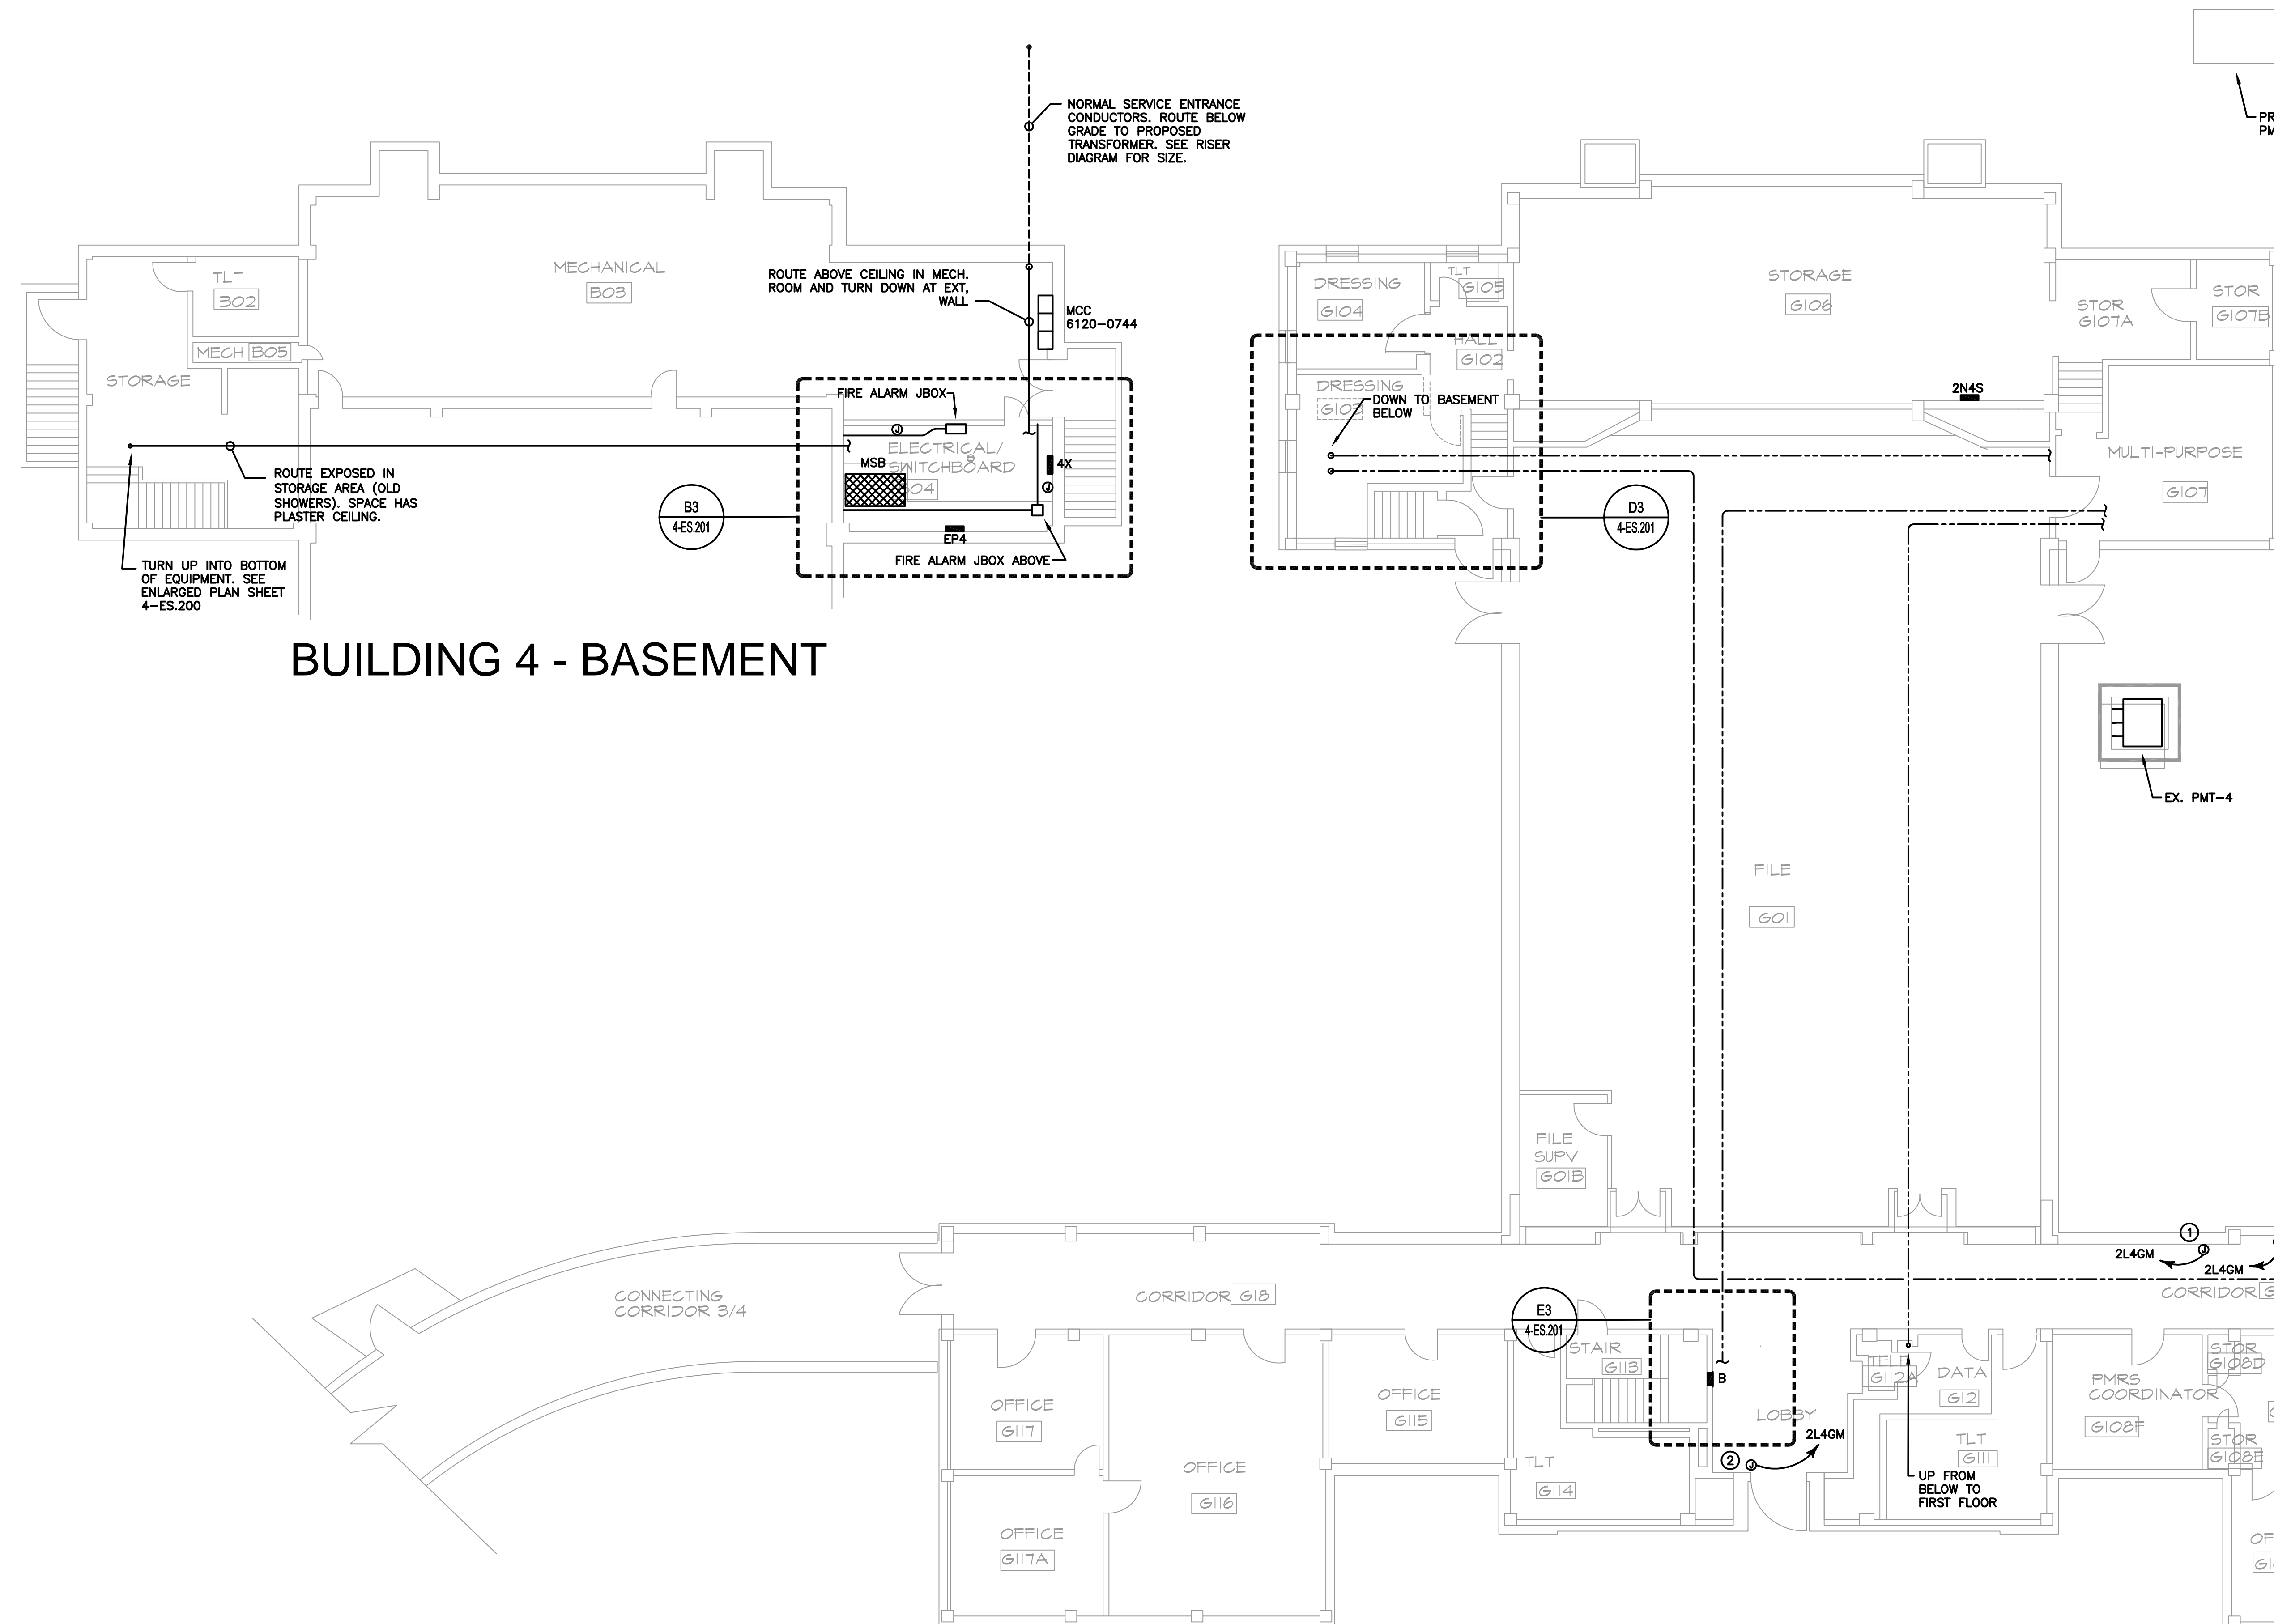 NORMAL SERVICE ENTRANCE
CONDUCTORS. ROUTE BELOW
GRADE TO PROPOSED
TRANSFORMER. SEE RISER
DIAGRAM FOR SIZE.
ROUTE ABOVE CEILING IN MECH.
ROOM AND TURN DOWN AT EXT,
WALL
MCC
6120-0744
MECHANICAL
B03
TLT
B02
MECH B05
STORAGE
FIRE ALARM JBOX
J
ELECTRICAL/
SWITCHBOARD
MSB
4X
J
EP4
FIRE ALARM JBOX ABOVE
B3
4-ES.201
ROUTE EXPOSED IN
STORAGE AREA (OLD
SHOWERS). SPACE HAS
PLASTER CEILING.
TURN UP INTO BOTTOM
OF EQUIPMENT. SEE
ENLARGED PLAN SHEET
4-ES.200
BUILDING 4 - BASEMENT
DRESSING
G104
TLT
G105
HALL
G102
DRESSING
G103
DOWN TO BASEMENT
BELOW
STORAGE
G106
STOR
G107A
STOR
G107B
2N4S
MULTI-PURPOSE
G107
D3
4-ES.201
EX. PMT-4
FILE
G01
FILE
SUPV
G01B
1
J
2L4GM
2L4GM
CORRIDOR
CONNECTING
CORRIDOR 3/4
CORRIDOR G18
E3
4-ES.201
STAIR
G113
B
LOBBY
2L4GM
2
J
TELE
G112A
DATA
G12
TLT
G111
UP FROM
BELOW TO
FIRST FLOOR
PMRS
COORDINATOR
G108F
STOR
G108D
STOR
G108E
OFFICE
G117
OFFICE
G115
OFFICE
G116
TLT
G114
OFFICE
G117A